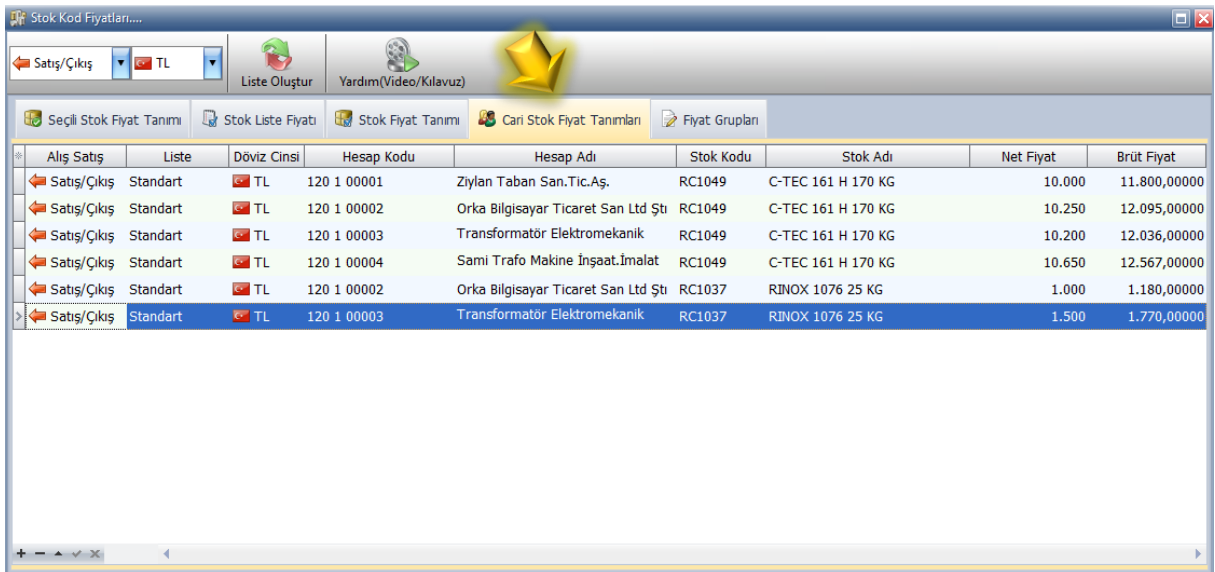 Stok Kod Fiyatları....
Satış/Çıkış TL Liste Oluştur Yardım(Video/Kılavuz)
Seçili Stok Fiyat Tanımı Stok Liste Fiyatı Stok Fiyat Tanımı Cari Stok Fiyat Tanımları Fiyat Grupları
Alış Satış Liste Döviz Cinsi Hesap Kodu Hesap Adı Stok Kodu Stok Adı Net Fiyat Brüt Fiyat
Satış/Çıkış Standart TL 120 1 00001 Ziylan Taban San.Tic.Aş. RC1049 C-TEC 161 H 170 KG 10.000 11.800,00000
Satış/Çıkış Standart TL 120 1 00002 Orka Bilgisayar Ticaret San Ltd Ştı RC1049 C-TEC 161 H 170 KG 10.250 12.095,00000
Satış/Çıkış Standart TL 120 1 00003 Transformatör Elektromekanik RC1049 C-TEC 161 H 170 KG 10.200 12.036,00000
Satış/Çıkış Standart TL 120 1 00004 Sami Trafo Makine İnşaat.İmalat RC1049 C-TEC 161 H 170 KG 10.650 12.567,00000
Satış/Çıkış Standart TL 120 1 00002 Orka Bilgisayar Ticaret San Ltd Ştı RC1037 RINOX 1076 25 KG 1.000 1.180,00000
Satış/Çıkış Standart TL 120 1 00003 Transformatör Elektromekanik RC1037 RINOX 1076 25 KG 1.500 1.770,00000